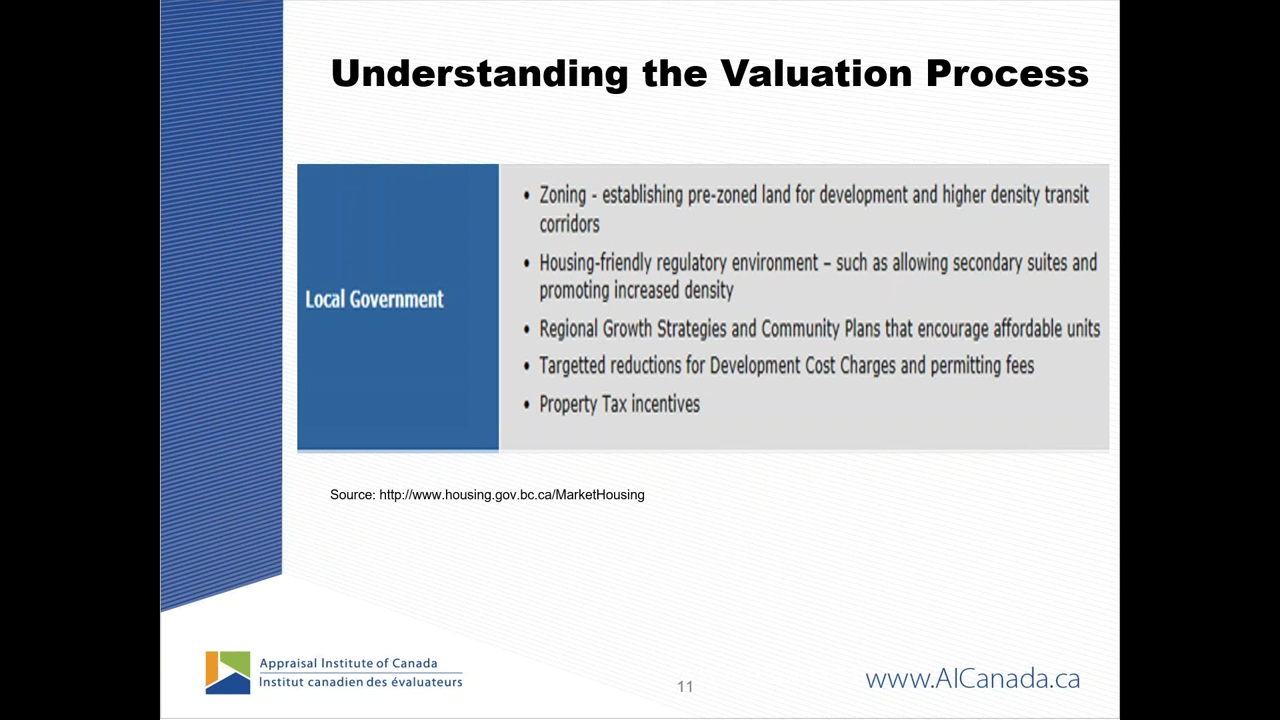 Understanding the Valuation Process
Local Government
• Zoning - establishing pre-zoned land for development and higher density transit
corridors
• Housing-friendly regulatory environment – such as allowing secondary suites and
promoting increased density
• Regional Growth Strategies and Community Plans that encourage affordable units
• Targetted reductions for Development Cost Charges and permitting fees
• Property Tax incentives
Source: http://www.housing.gov.bc.ca/MarketHousing
Appraisal Institute of Canada
Institut canadien des évaluateurs
11
www.AICanada.ca